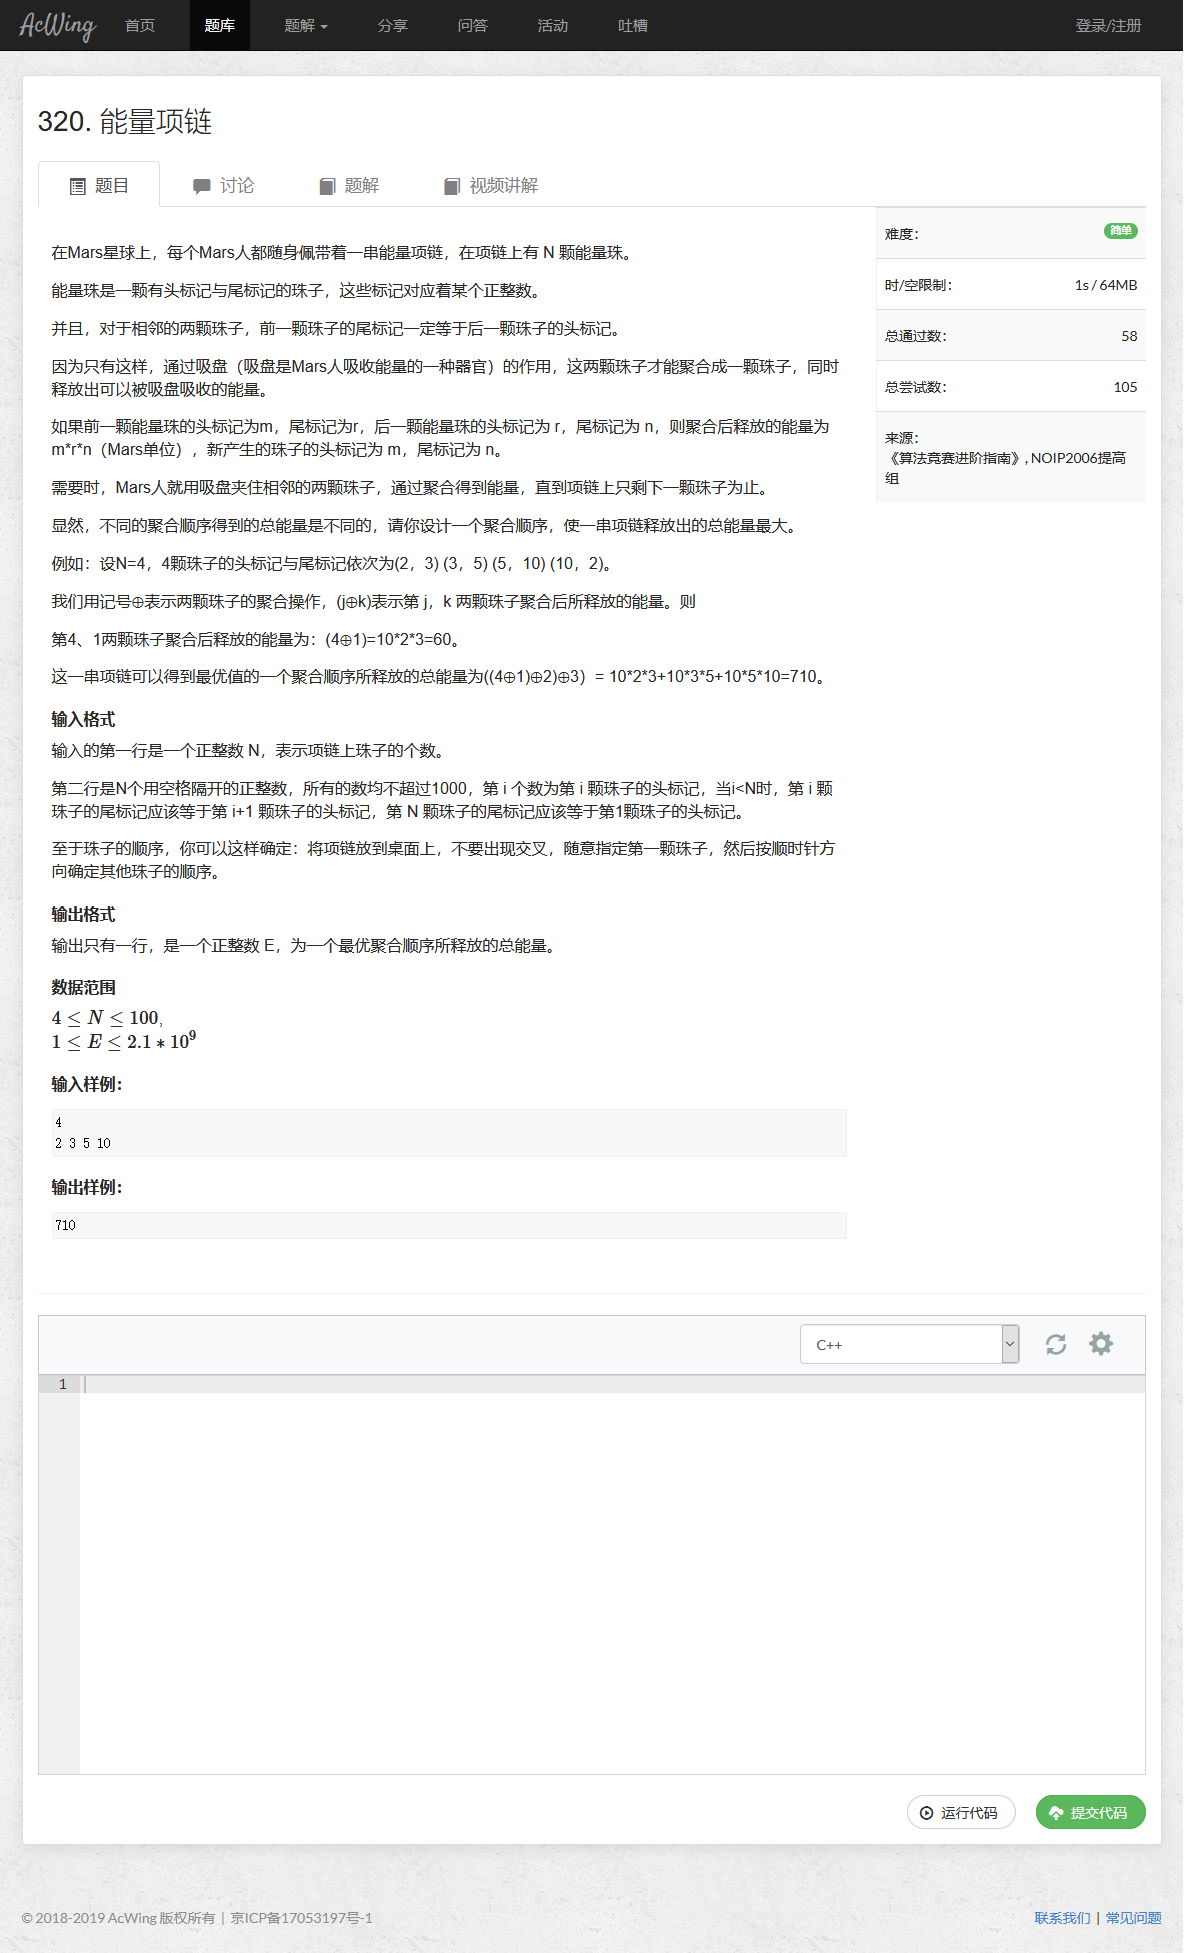 AcWing 首页 题库 题解 分享 问答 活动 吐槽 登录/注册
320. 能量项链
题目 讨论 题解 视频讲解
在Mars星球上，每个Mars人都随身佩带着一串能量项链，在项链上有 N 颗能量珠。
能量珠是一颗有头标记与尾标记的珠子，这些标记对应着某个正整数。
并且，对于相邻的两颗珠子，前一颗珠子的尾标记一定等于后一颗珠子的头标记。
因为只有这样，通过吸盘（吸盘是Mars人吸收能量的一种器官）的作用，这两颗珠子才能聚合成一颗珠子，同时
释放出可以被吸盘吸收的能量。
如果前一颗能量珠的头标记为m，尾标记为r，后一颗能量珠的头标记为 r，尾标记为 n，则聚合后释放的能量为
m*r*n（Mars单位），新产生的珠子的头标记为 m，尾标记为 n。
需要时，Mars人就用吸盘夹住相邻的两颗珠子，通过聚合得到能量，直到项链上只剩下一颗珠子为止。
显然，不同的聚合顺序得到的总能量是不同的，请你设计一个聚合顺序，使一串项链释放出的总能量最大。
例如：设N=4，4颗珠子的头标记与尾标记依次为(2，3) (3，5) (5，10) (10，2)。
我们用记号⊕表示两颗珠子的聚合操作，(j⊕k)表示第 j，k 两颗珠子聚合后所释放的能量。则
第4、1两颗珠子聚合后释放的能量为：(4⊕1)=10*2*3=60。
这一串项链可以得到最优值的一个聚合顺序所释放的总能量为((4⊕1)⊕2)⊕3）= 10*2*3+10*3*5+10*5*10=710。
输入格式
输入的第一行是一个正整数 N，表示项链上珠子的个数。
第二行是N个用空格隔开的正整数，所有的数均不超过1000，第 i 个数为第 i 颗珠子的头标记，当i<N时，第 i 颗
珠子的尾标记应该等于第 i+1 颗珠子的头标记，第 N 颗珠子的尾标记应该等于第1颗珠子的头标记。
至于珠子的顺序，你可以这样确定：将项链放到桌面上，不要出现交叉，随意指定第一颗珠子，然后按顺时针方
向确定其他珠子的顺序。
输出格式
输出只有一行，是一个正整数 E，为一个最优聚合顺序所释放的总能量。
数据范围
4 ≤ N ≤ 100,
1 ≤ E ≤ 2.1 * 10⁹
输入样例：
4
2 3 5 10
输出样例：
710
难度： 简单
时/空限制： 1s / 64MB
总通过数： 58
总尝试数： 105
来源：
《算法竞赛进阶指南》, NOIP2006提高
组
C++
1
运行代码 提交代码
© 2018-2019 AcWing 版权所有 | 京ICP备17053197号-1
联系我们 | 常见问题